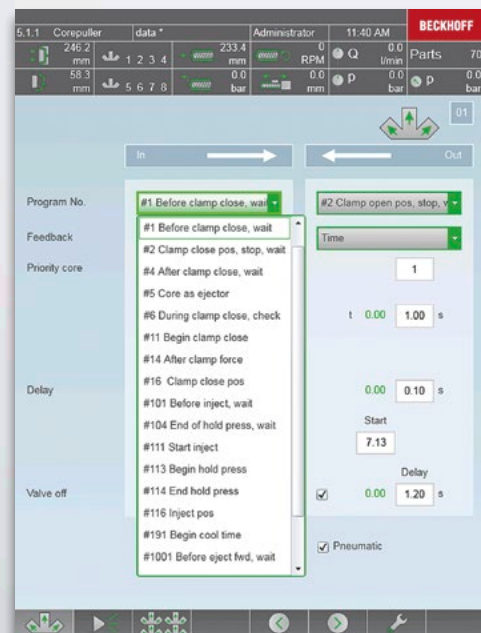 5.1.1 Corepuller data * Administrator 11:40 AM BECKHOFF
246.2 mm 1 2 3 4 233.4 mm 0 RPM Q 0.0 l/min Parts 70
58.3 mm 5 6 7 8 0.0 bar 0.0 mm P 0.0 bar p 0.0 bar
01
In Out
Program No. #1 Before clamp close, wait #2 Clamp open pos, stop, w
Feedback Time
Priority core 1
t 0.00 1.00 s
Delay 0.00 0.10 s
Start
7.13
Delay
Valve off 0.00 1.20 s
Pneumatic
#1 Before clamp close, wait
#2 Clamp close pos, stop, wait
#4 After clamp close, wait
#5 Core as ejector
#6 During clamp close, check
#11 Begin clamp close
#14 After clamp force
#16 Clamp close pos
#101 Before inject, wait
#104 End of hold press, wait
#111 Start inject
#113 Begin hold press
#114 End hold press
#116 Inject pos
#191 Begin cool time
#1001 Before eject fwd, wait